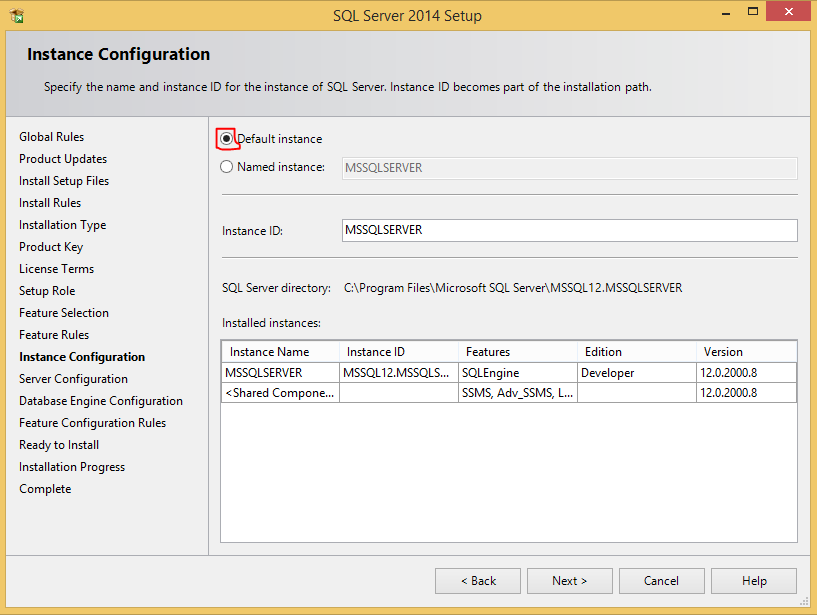 SQL Server 2014 Setup
Instance Configuration
Specify the name and instance ID for the instance of SQL Server. Instance ID becomes part of the installation path.
Global Rules
Product Updates
Install Setup Files
Install Rules
Installation Type
Product Key
License Terms
Setup Role
Feature Selection
Feature Rules
Instance Configuration
Server Configuration
Database Engine Configuration
Feature Configuration Rules
Ready to Install
Installation Progress
Complete
Default instance
Named instance: MSSQLSERVER
Instance ID: MSSQLSERVER
SQL Server directory: C:\Program Files\Microsoft SQL Server\MSSQL12.MSSQLSERVER
Installed instances:
Instance Name Instance ID Features Edition Version
MSSQLSERVER MSSQL12.MSSQLS... SQLEngine Developer 12.0.2000.8
<Shared Compone... SSMS, Adv_SSMS, L... 12.0.2000.8
< Back Next > Cancel Help